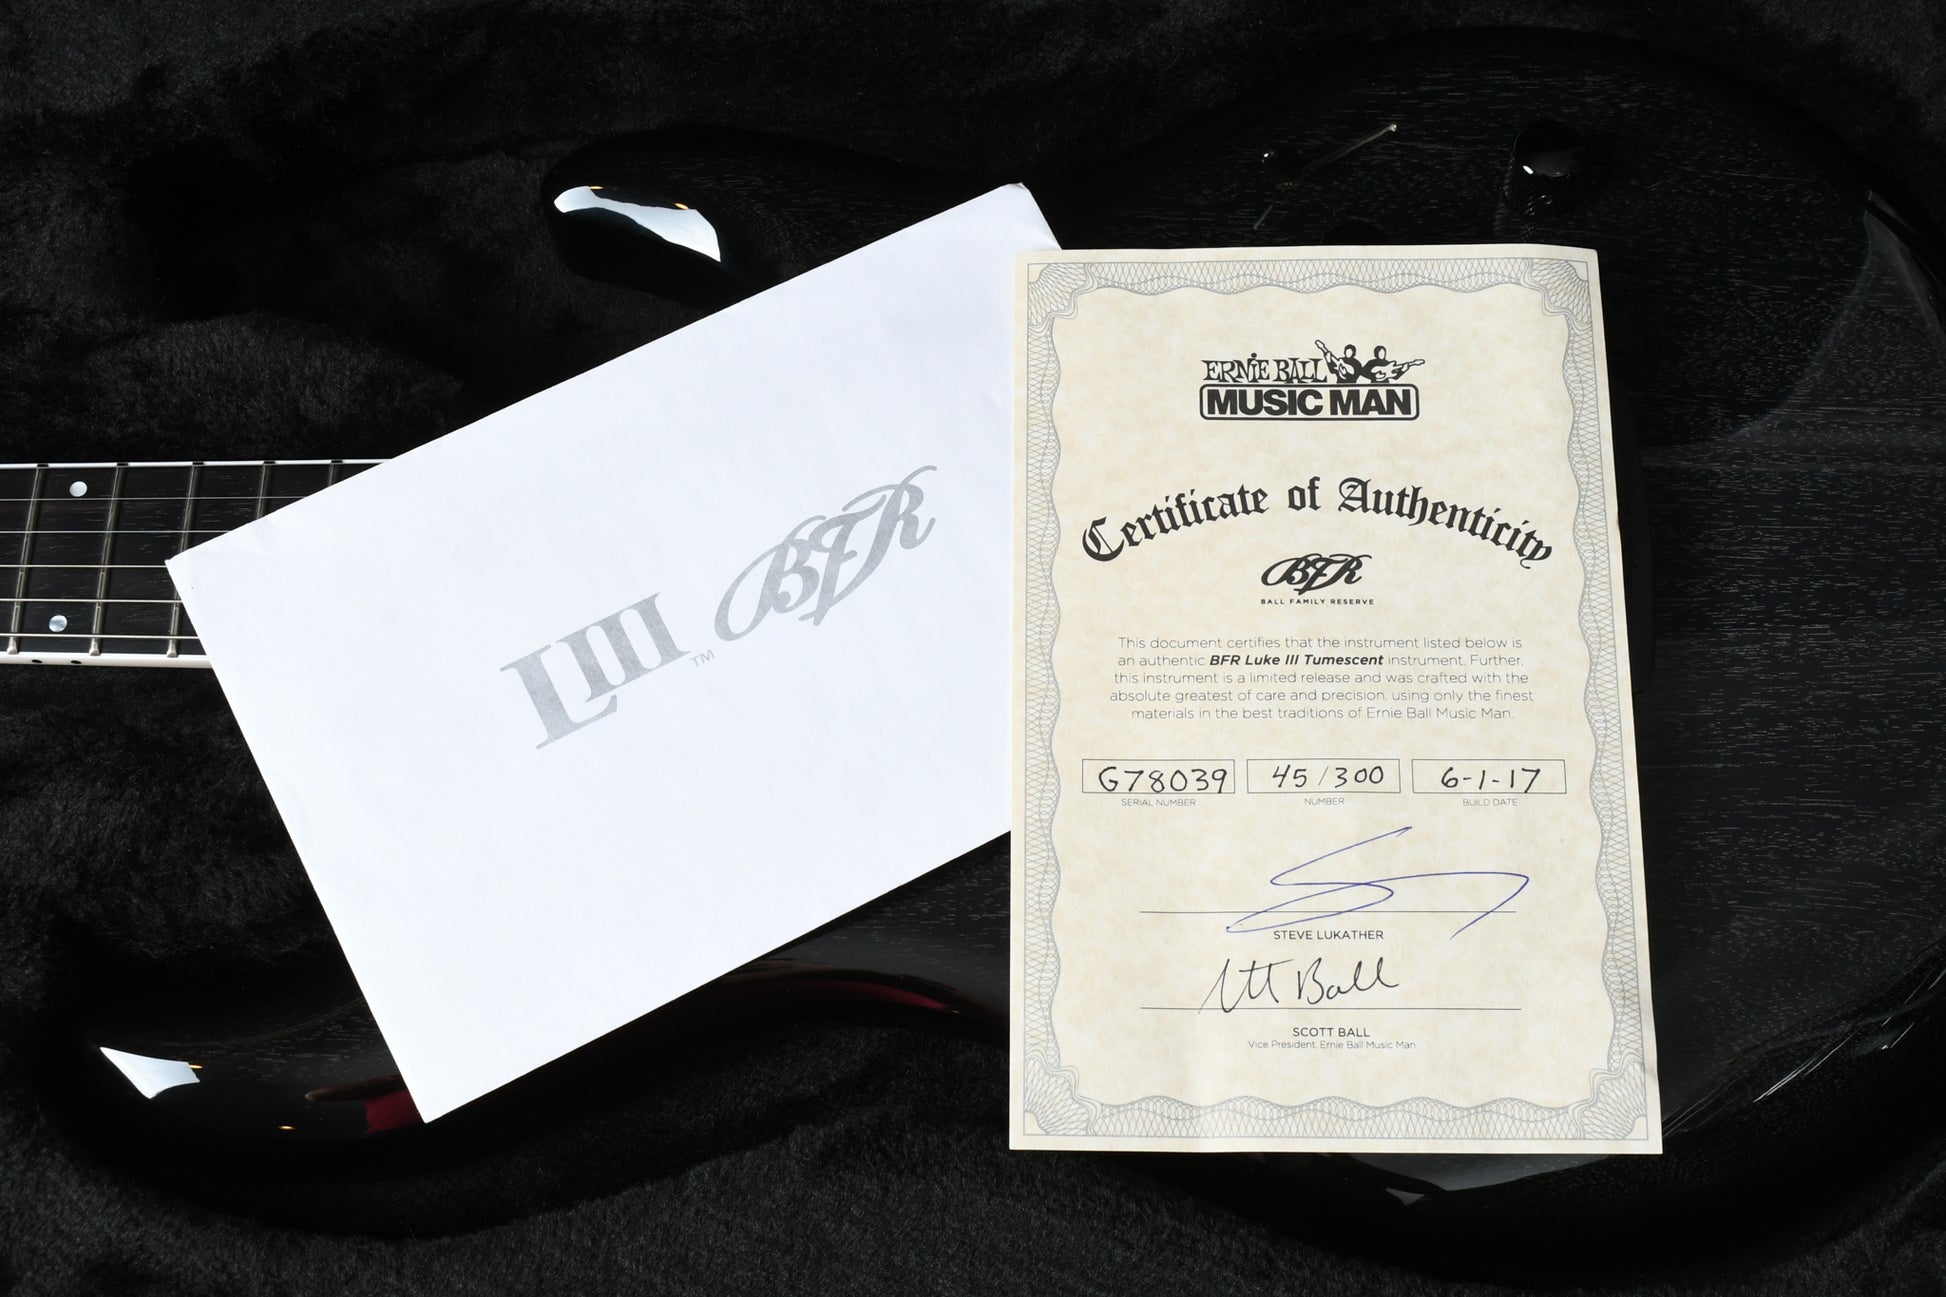 LIII ™ BFR
ERNIE BALL
MUSIC MAN
Certificate of Authenticity
BFR
BALL FAMILY RESERVE
This document certifies that the instrument listed below is
an authentic BFR Luke III Tumescent instrument. Further,
this instrument is a limited release and was crafted with the
absolute greatest of care and precision, using only the finest
materials in the best traditions of Ernie Ball Music Man.
G78039 45/300 6-1-17
SERIAL NUMBER NUMBER BUILD DATE
STEVE LUKATHER
Ball
SCOTT BALL
Vice President, Ernie Ball Music Man